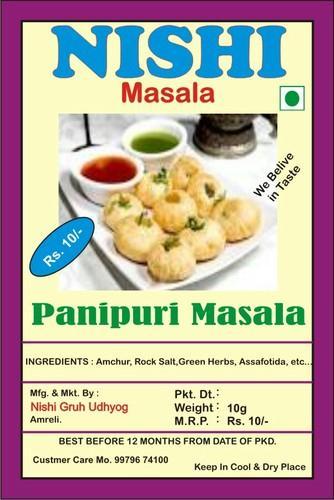 NISHI
Masala
We Belive
in Taste
Rs. 10/-
Panipuri Masala
INGREDIENTS : Amchur, Rock Salt,Green Herbs, Assafotida, etc...
Mfg. & Mkt. By :
Nishi Gruh Udhyog
Amreli.
Pkt. Dt. :
Weight : 10g
M.R.P. : Rs. 10/-
BEST BEFORE 12 MONTHS FROM DATE OF PKD.
Custmer Care Mo. 99796 74100
Keep In Cool & Dry Place